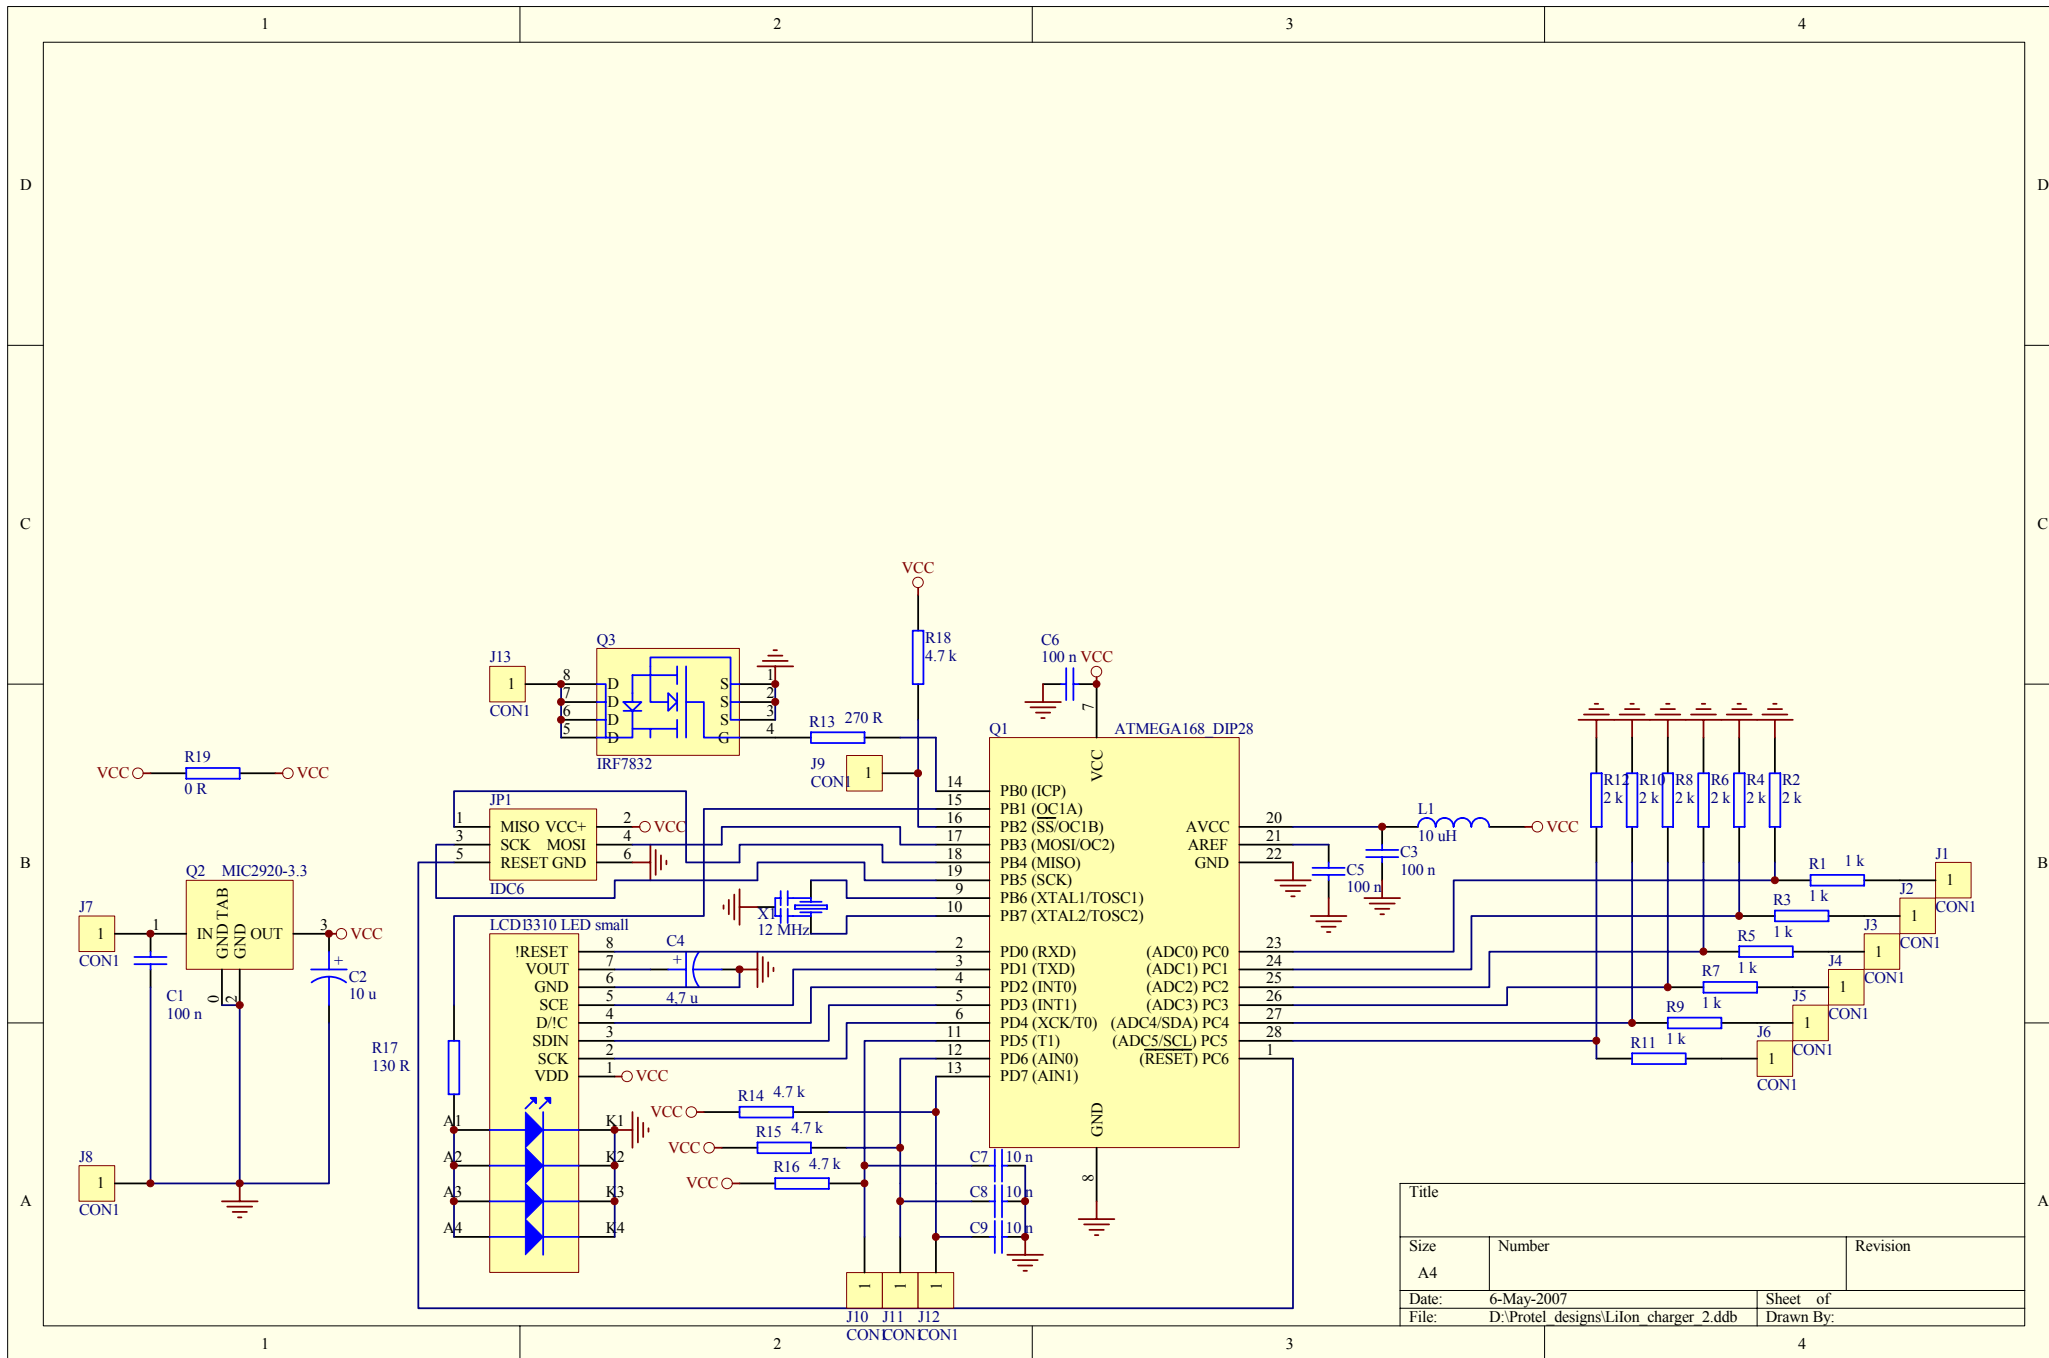 1 2 3 4
D D
C C
B B
A A
1 2 3 4
VCC
R18
4.7 k
C6
100 n VCC
7
Q3
J13
1
CON1
8 D S 1
7 D S 2
6 D S 3
5 D G 4
IRF7832
R13 270 R
J9
CON1
1
VCC R19 VCC
0 R
Q2 MIC2920-3.3
J7
1
CON1
1 IN GND TAB GND OUT 3 VCC
0 2
C1
100 n
+
C2
10 u
J8
1
CON1
JP1
1 MISO VCC+ 2 VCC
3 SCK MOSI 4
5 RESET GND 6
IDC6
X1
12 MHz
LCD13310 LED small
!RESET 8
VOUT 7
GND 6
SCE 5
D/!C 4
SDIN 3
SCK 2
VDD 1 VCC
C4
+
4,7 u
R17
130 R
A1 K1
A2 K2
A3 K3
A4 K4
VCC R14 4.7 k
VCC R15 4.7 k
VCC R16 4.7 k
C7 10 n
C8 10 n
C9 10 n
1 1 1
J10 J11 J12
CON1 CON1 CON1
Q1 ATMEGA168_DIP28
VCC
14 PB0 (ICP)
15 PB1 (OC1A)
16 PB2 (SS/OC1B)
17 PB3 (MOSI/OC2)
18 PB4 (MISO)
19 PB5 (SCK)
9 PB6 (XTAL1/TOSC1)
10 PB7 (XTAL2/TOSC2)
2 PD0 (RXD)
3 PD1 (TXD)
4 PD2 (INT0)
5 PD3 (INT1)
6 PD4 (XCK/T0)
11 PD5 (T1)
12 PD6 (AIN0)
13 PD7 (AIN1)
AVCC 20
AREF 21
GND 22
(ADC0) PC0 23
(ADC1) PC1 24
(ADC2) PC2 25
(ADC3) PC3 26
(ADC4/SDA) PC4 27
(ADC5/SCL) PC5 28
(RESET) PC6 1
GND
8
L1
10 uH
VCC
C3
100 n
C5
100 n
R12 R10 R8 R6 R4 R2
2 k 2 k 2 k 2 k 2 k 2 k
R1 1 k J1
1
CON1
R3 1 k J2
1
CON1
R5 1 k J3
1
CON1
R7 1 k J4
1
CON1
R9 1 k J5
1
CON1
R11 J6
1
CON1
Title
Size Number Revision
A4
Date: 6-May-2007 Sheet of
File: D:\Protel_designs\LiIon_charger_2.ddb Drawn By: